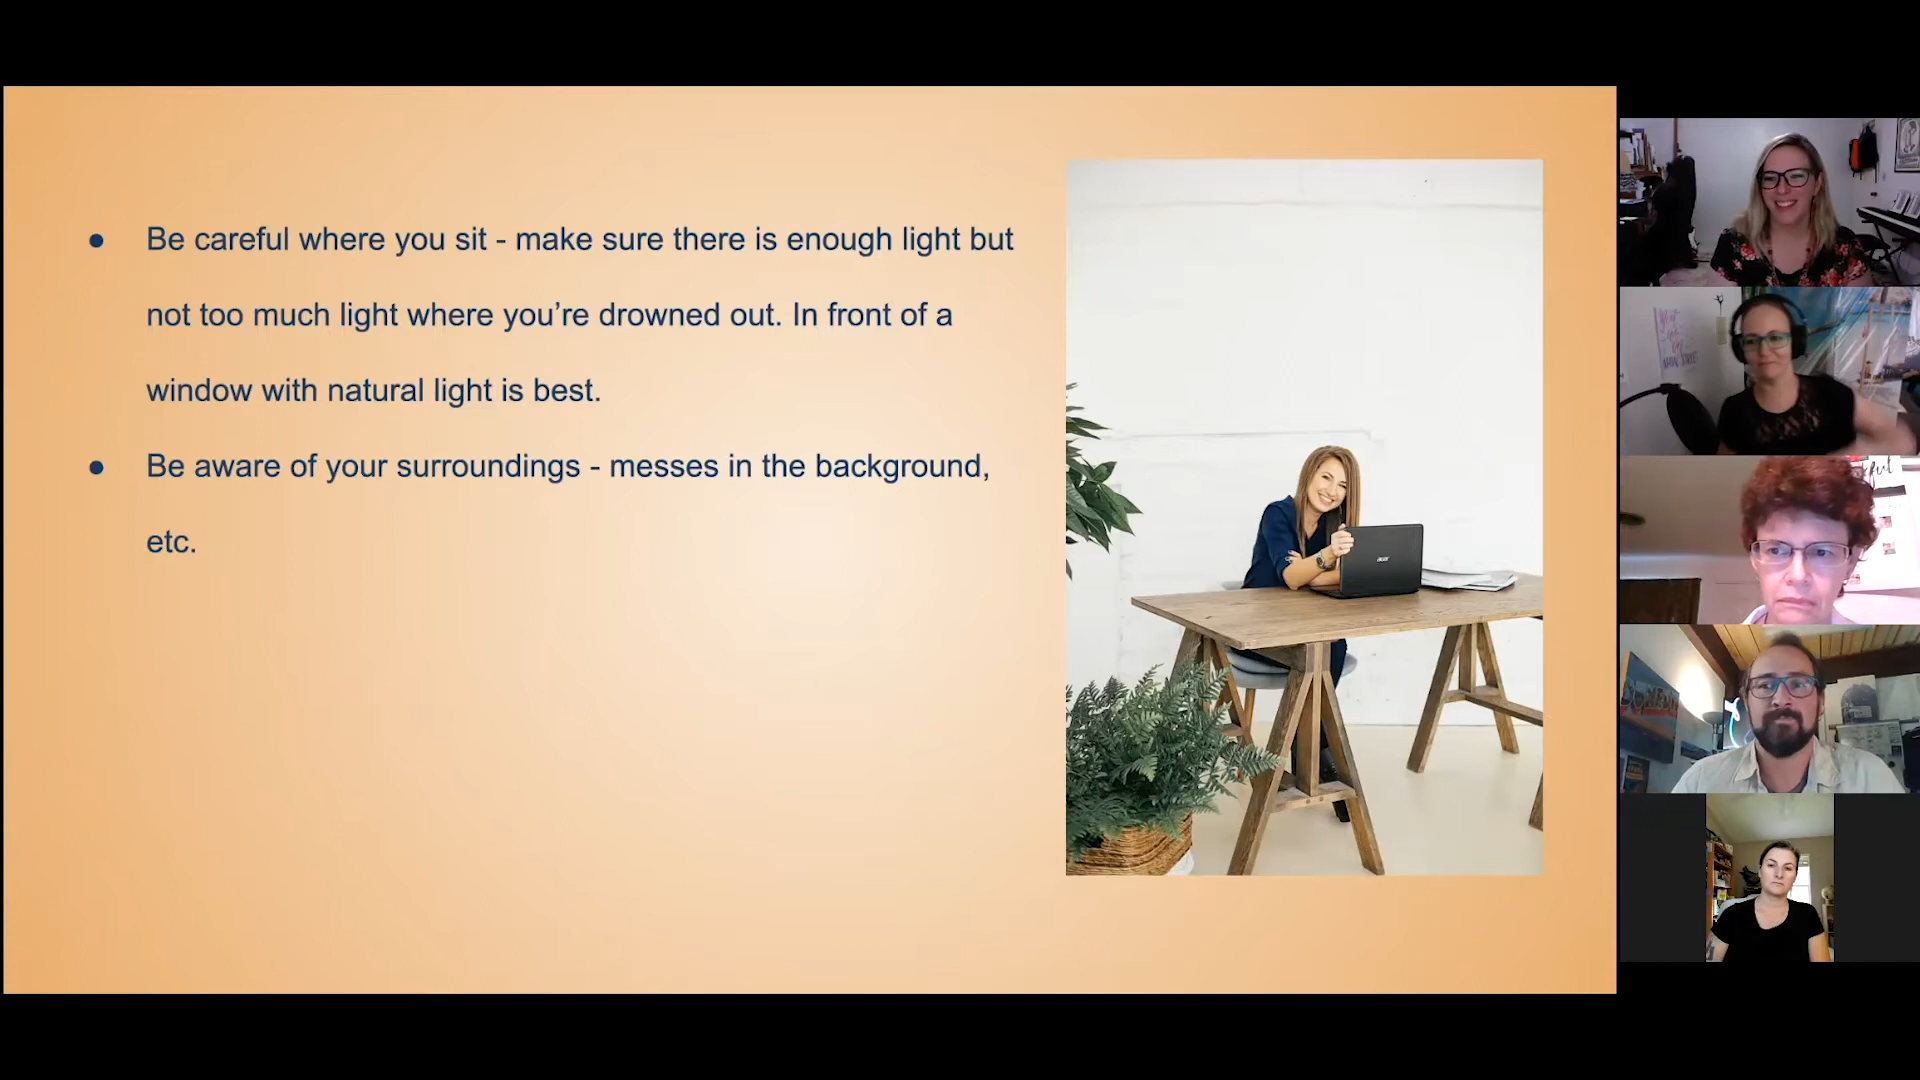 ● Be careful where you sit - make sure there is enough light but
not too much light where you’re drowned out. In front of a
window with natural light is best.
● Be aware of your surroundings - messes in the background,
etc.
acer